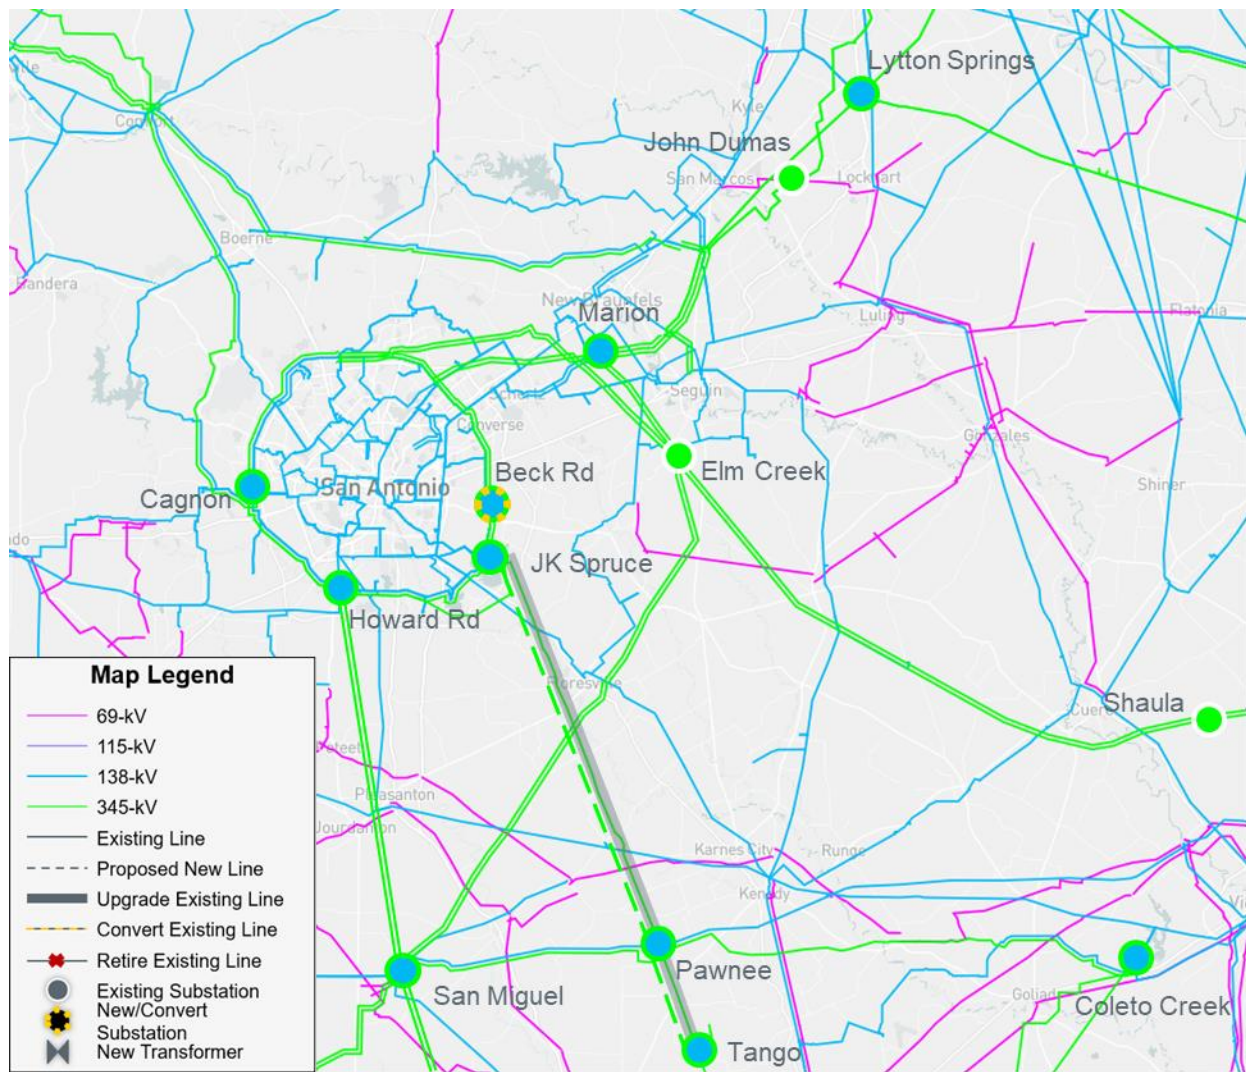 Lytton Springs
Kyle
John Dumas
San Marcos
Lockhart
Comfort
Boerne
Bandera
New Braunfels
Marion
Luling
Flatonia
Schertz
Seguin
Converse
Gonzales
Beck Rd
Elm Creek
San Antonio
Cagnon
Shiner
JK Spruce
Howard Rd
Floresville
Shaula
Cuero
Map Legend
69-kV
115-kV
138-kV
345-kV
Existing Line
Proposed New Line
Upgrade Existing Line
Convert Existing Line
Retire Existing Line
Existing Substation
New/Convert
Substation
New Transformer
Pleasanton
Jourdanton
Karnes City
Runge
Kenedy
Pawnee
San Miguel
Goliad
Coleto Creek
Tango